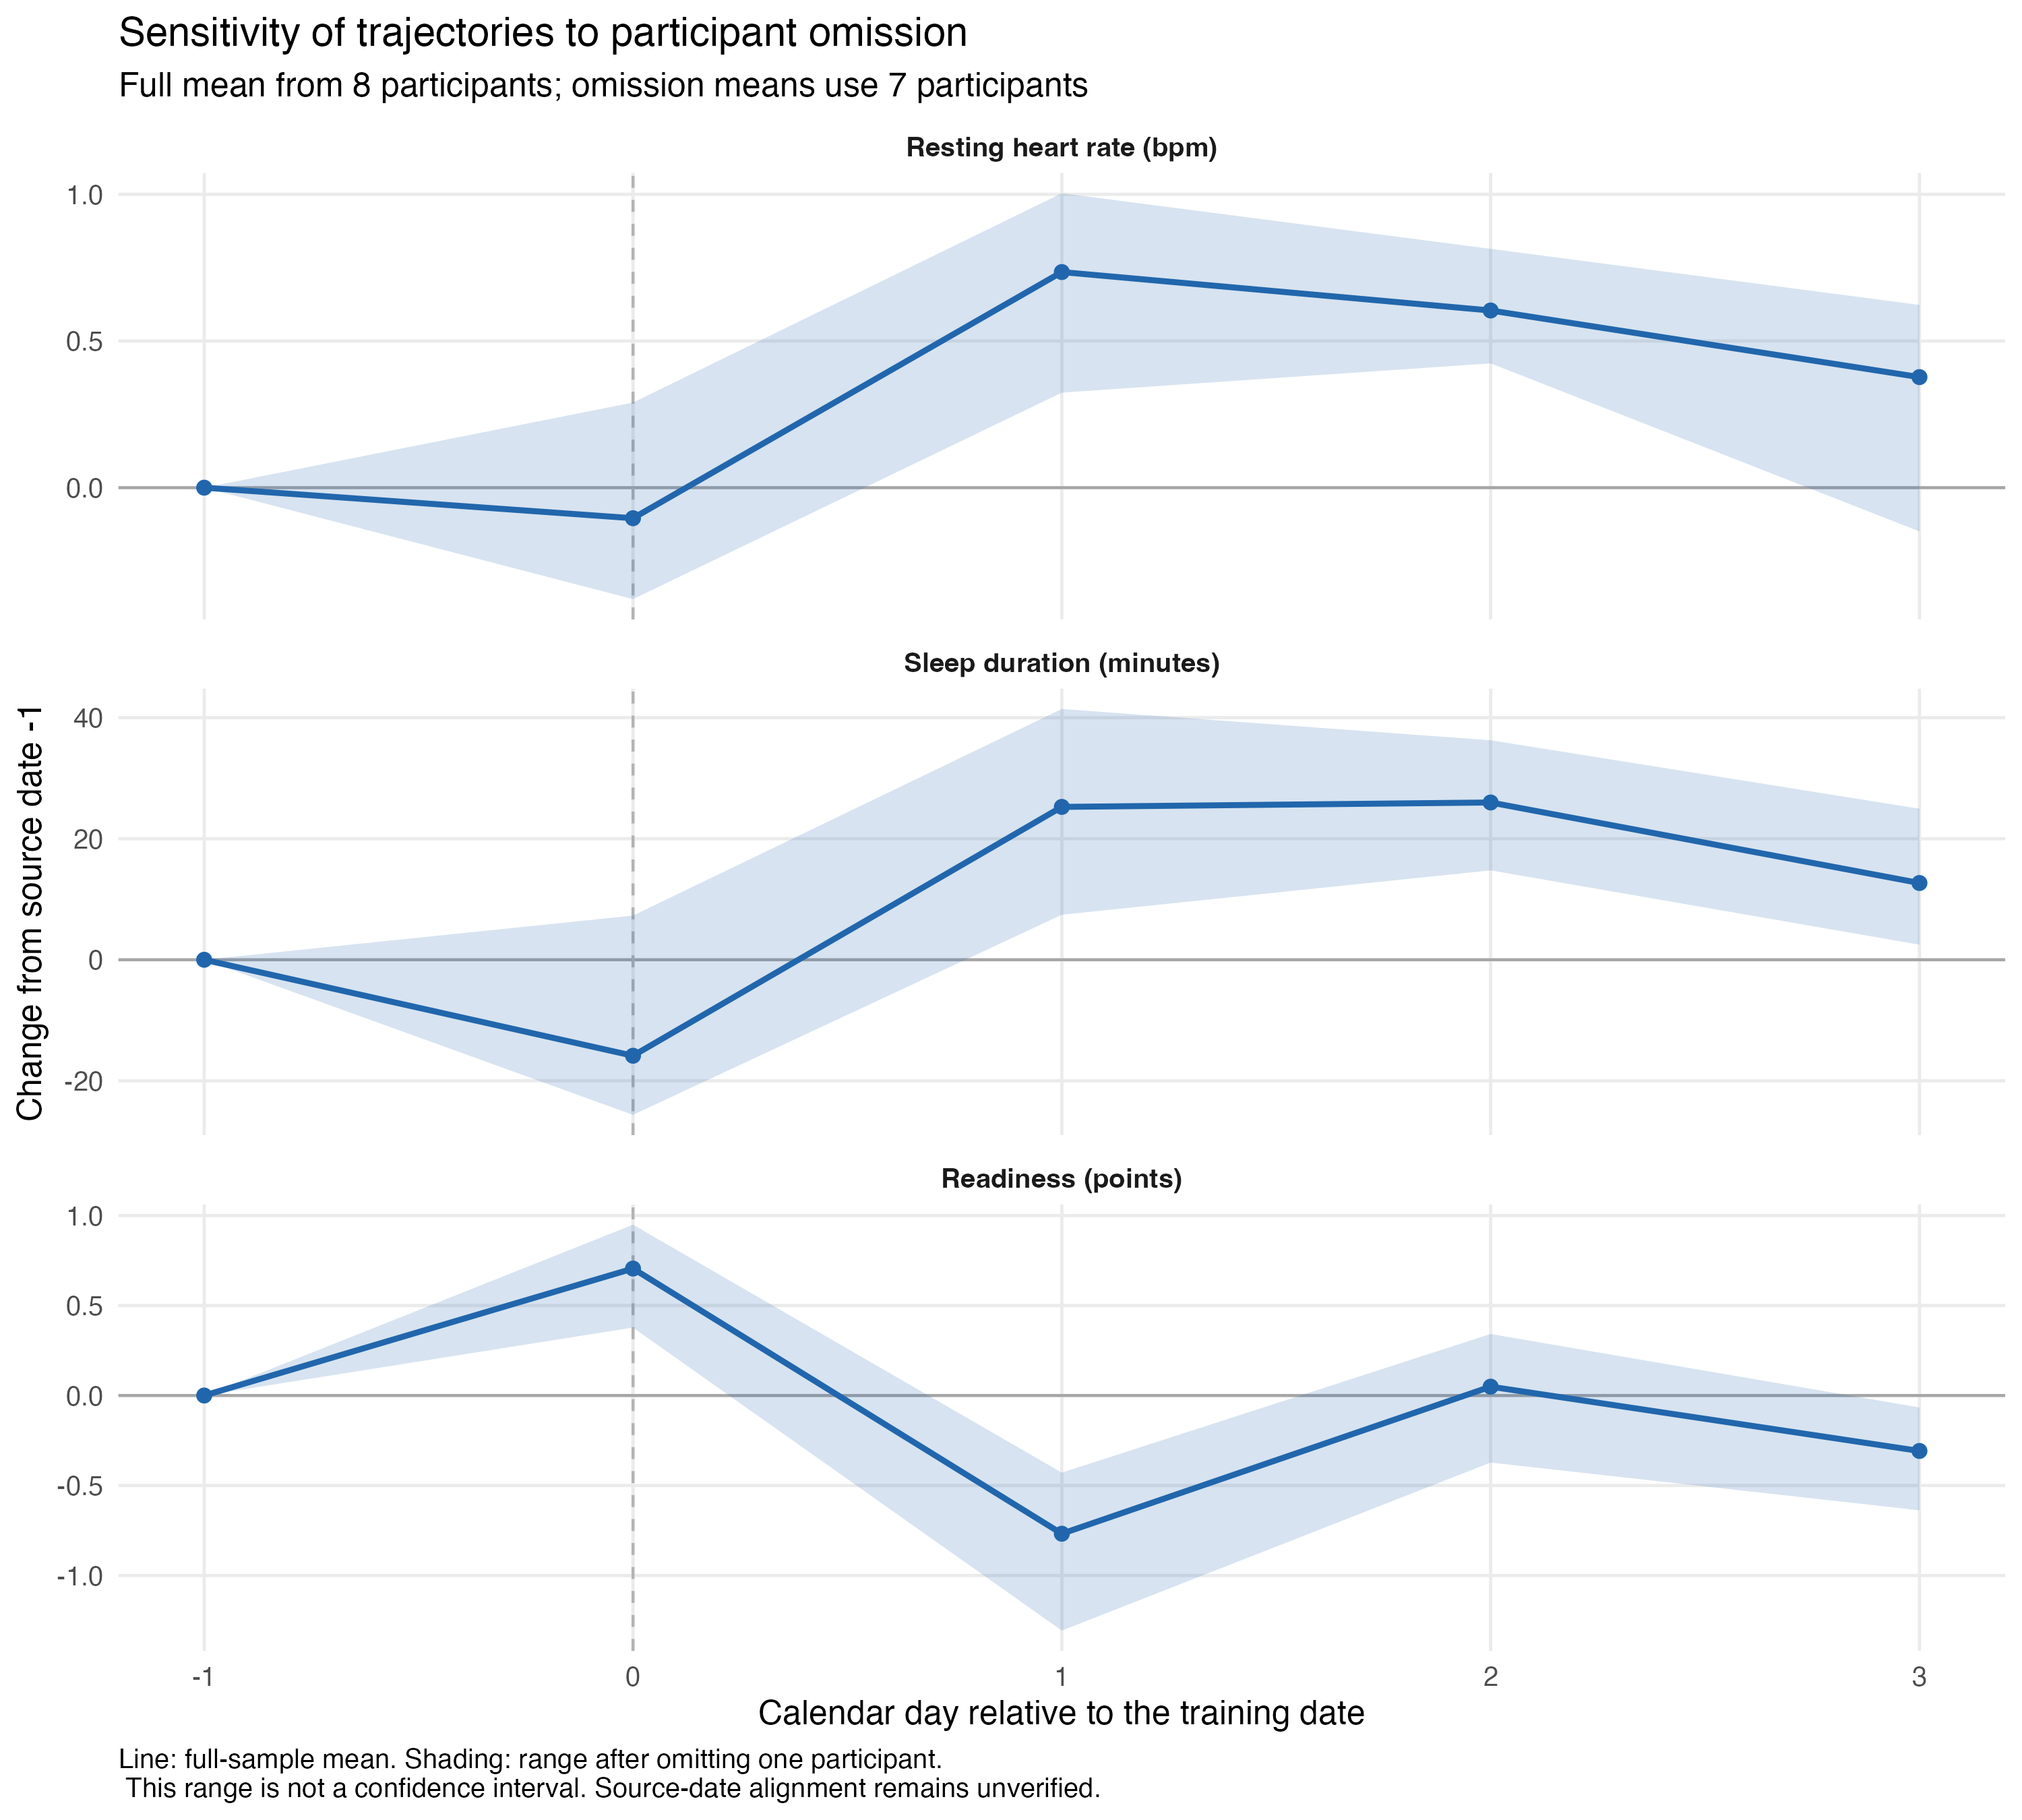 Sensitivity of trajectories to participant omission
Full mean from 8 participants; omission means use 7 participants
Resting heart rate (bpm)
1.0
0.5
0.0
Sleep duration (minutes)
40
20
0
-20
Change from source date -1
Readiness (points)
1.0
0.5
0.0
-0.5
-1.0
-1 0 1 2 3
Calendar day relative to the training date
Line: full-sample mean. Shading: range after omitting one participant.
This range is not a confidence interval. Source-date alignment remains unverified.